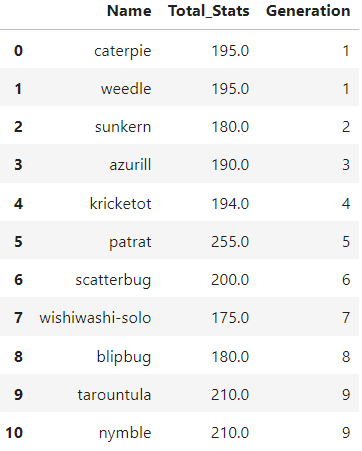 Name Total_Stats Generation
0 caterpie 195.0 1
1 weedle 195.0 1
2 sunkern 180.0 2
3 azurill 190.0 3
4 kricketot 194.0 4
5 patrat 255.0 5
6 scatterbug 200.0 6
7 wishiwashi-solo 175.0 7
8 blipbug 180.0 8
9 tarountula 210.0 9
10 nymble 210.0 9